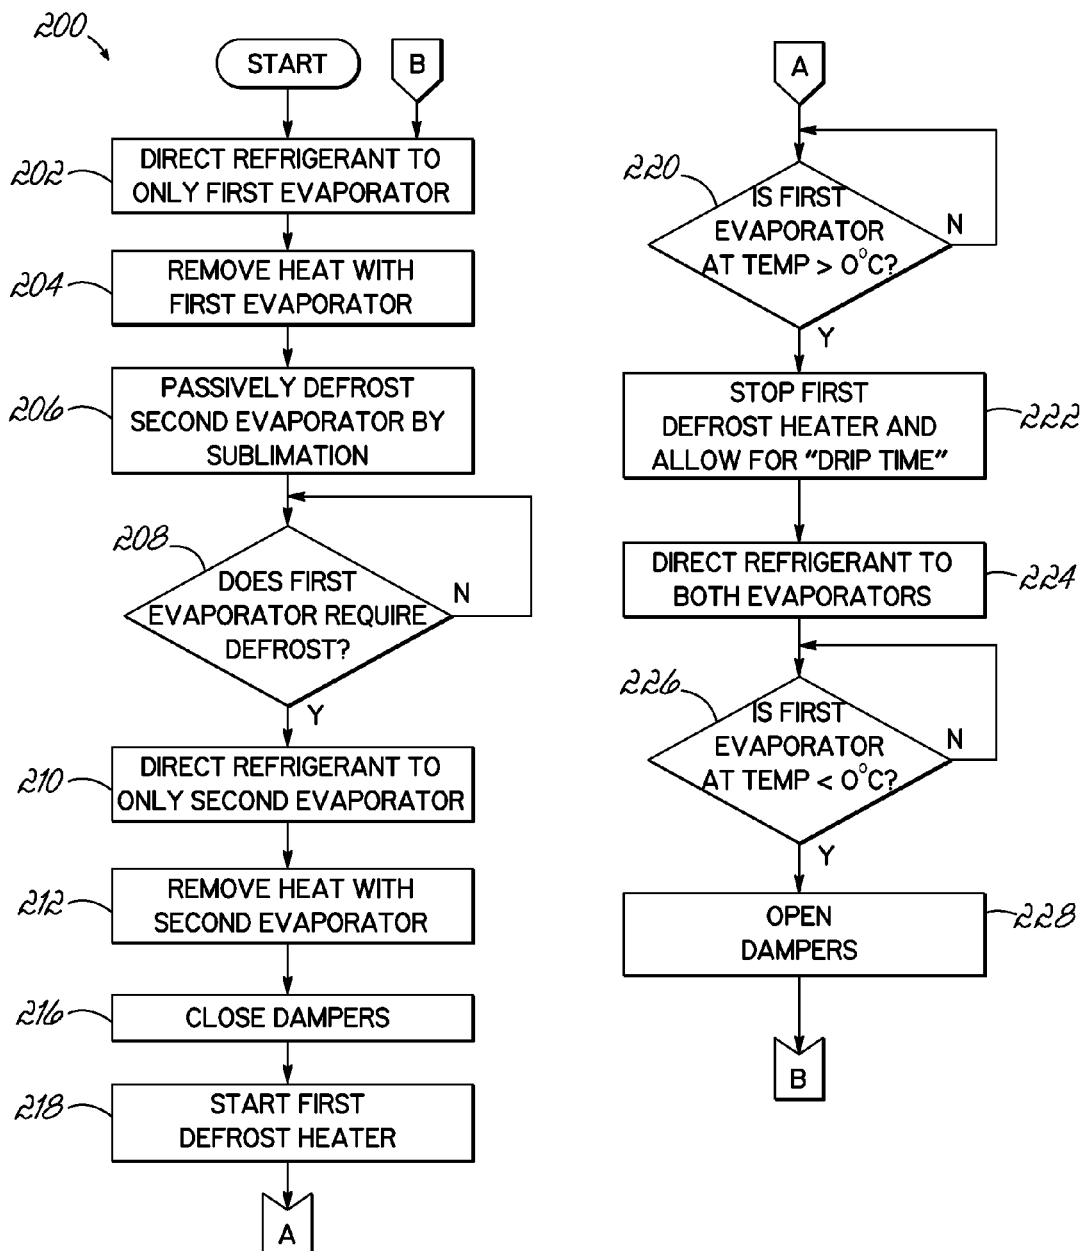 200
START
B
202
DIRECT REFRIGERANT TO
ONLY FIRST EVAPORATOR
204
REMOVE HEAT WITH
FIRST EVAPORATOR
206
PASSIVELY DEFROST
SECOND EVAPORATOR BY
SUBLIMATION
208
DOES FIRST
EVAPORATOR REQUIRE
DEFROST?
N
Y
210
DIRECT REFRIGERANT TO
ONLY SECOND EVAPORATOR
212
REMOVE HEAT WITH
SECOND EVAPORATOR
216
CLOSE DAMPERS
218
START FIRST
DEFROST HEATER
A
A
220
IS FIRST
EVAPORATOR
AT TEMP > 0°C?
N
Y
STOP FIRST
DEFROST HEATER AND
ALLOW FOR "DRIP TIME"
222
DIRECT REFRIGERANT TO
BOTH EVAPORATORS
224
226
IS FIRST
EVAPORATOR
AT TEMP < 0°C?
N
Y
OPEN
DAMPERS
228
B